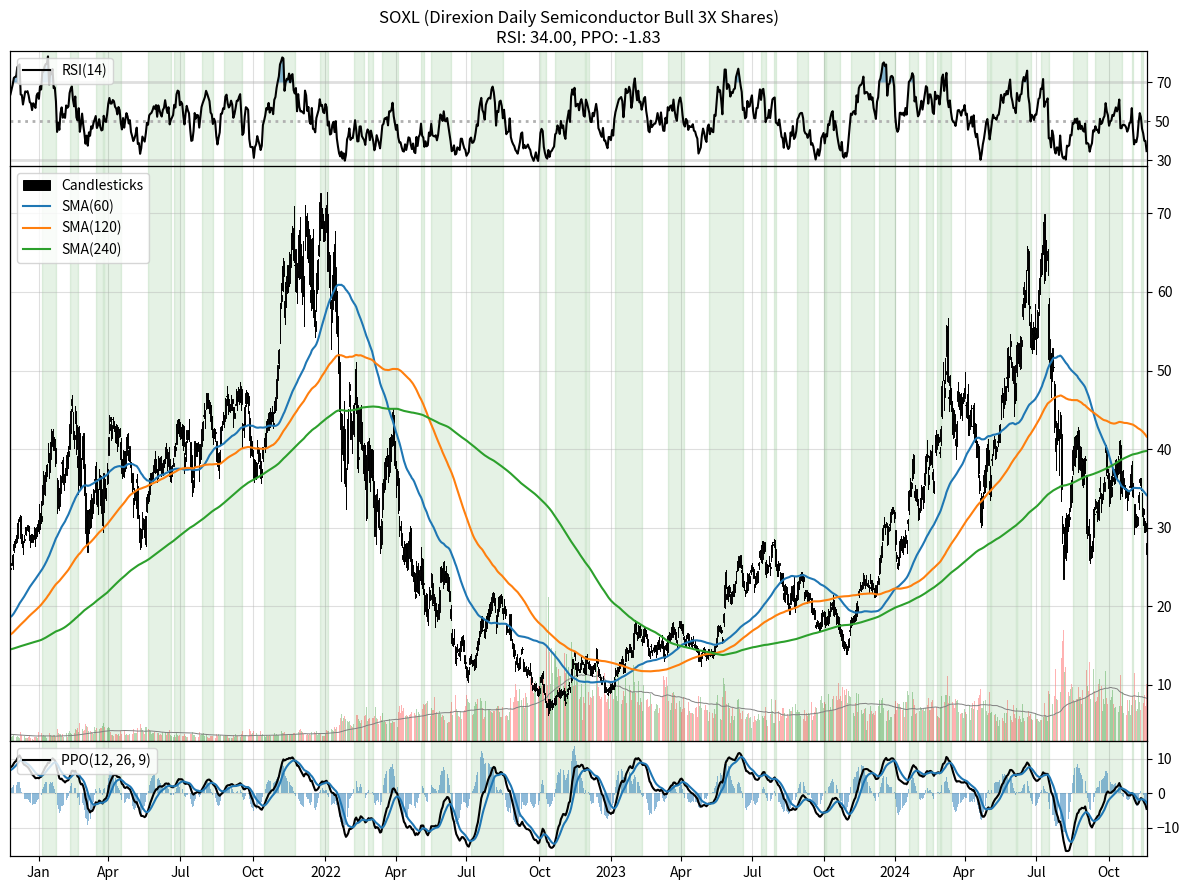 SOXL (Direxion Daily Semiconductor Bull 3X Shares)
RSI: 34.00, PPO: -1.83
RSI(14)
70
50
30
Candlesticks
SMA(60)
SMA(120)
SMA(240)
70
60
50
40
30
20
10
PPO(12, 26, 9)
10
0
−10
Jan Apr Jul Oct 2022 Apr Jul Oct 2023 Apr Jul Oct 2024 Apr Jul Oct